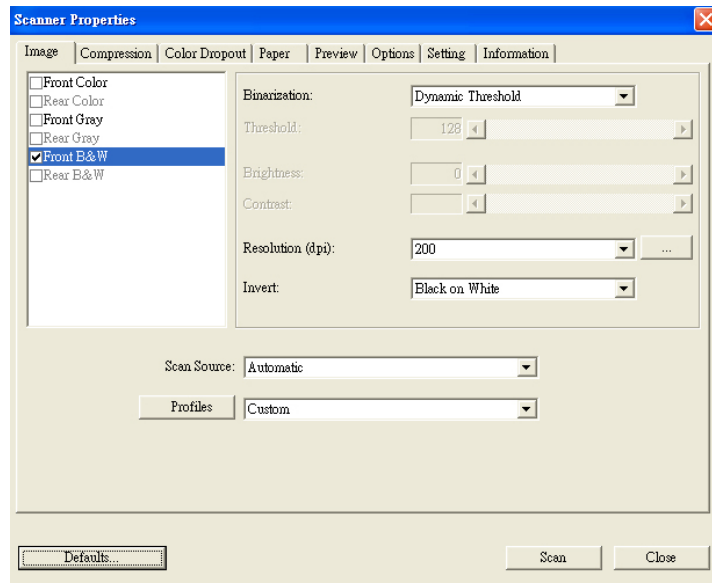 Scanner Properties
Image Compression Color Dropout Paper Preview Options Setting Information
Front Color
Rear Color
Front Gray
Rear Gray
Front B&W
Rear B&W
Binarization: Dynamic Threshold
Threshold: 128
Brightness: 0
Contrast:
Resolution (dpi): 200 ...
Invert: Black on White
Scan Source: Automatic
Profiles Custom
Defaults... Scan Close